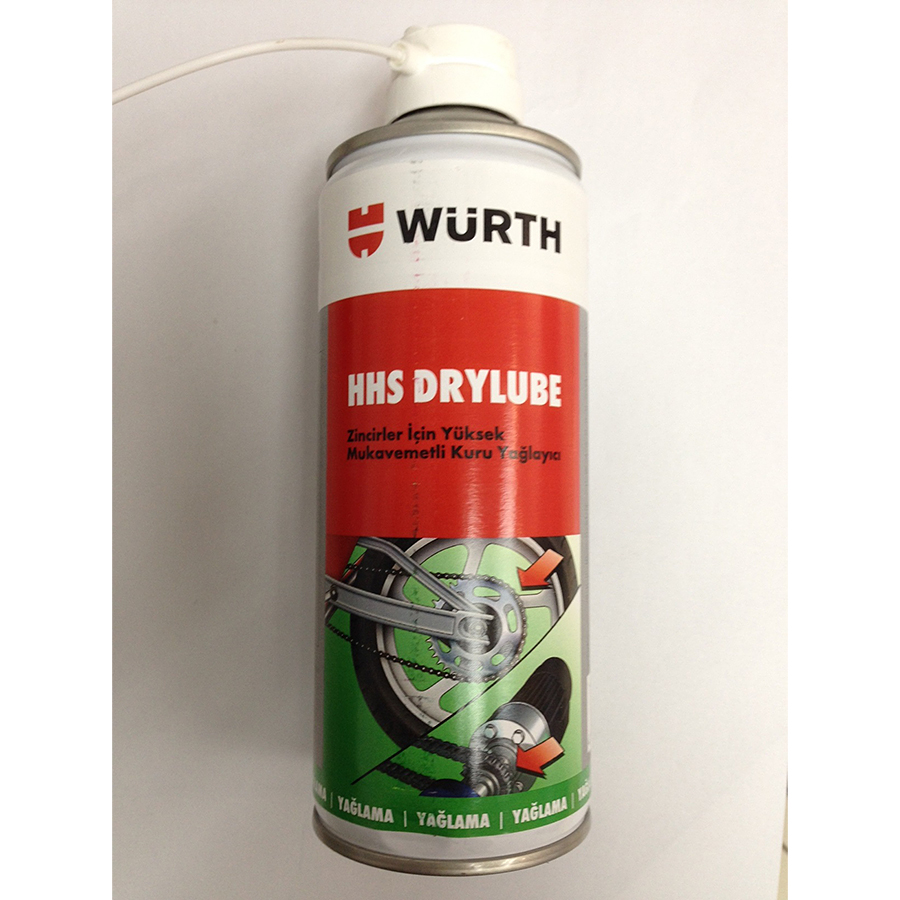 WÜRTH
HHS DRYLUBE
Zincirler İçin Yüksek
Mukavemetli Kuru Yağlayıcı
YAĞLAMA | YAĞLAMA | YAĞLAMA